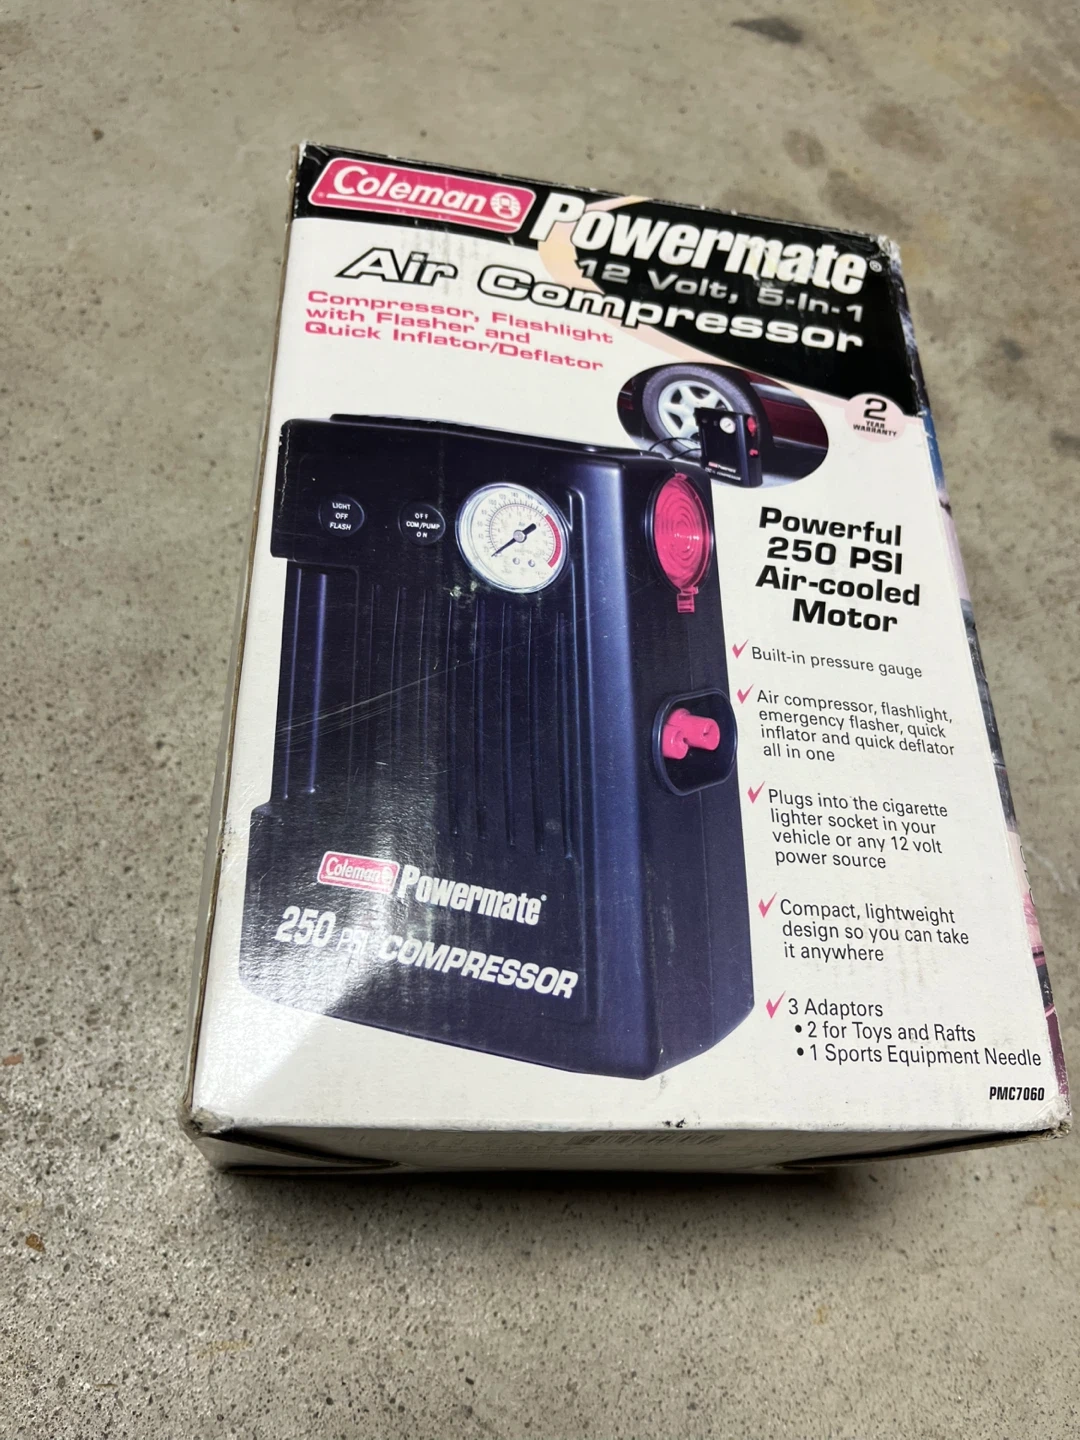 Coleman
Powermate®
12 Volt, 5-In-1
Air Compressor
Compressor, Flashlight
with Flasher and
Quick Inflator/Deflator
2
YEAR
WARRANTY
LIGHT
OFF
FLASH
OFF
COM/PUMP
ON
Powerful
250 PSI
Air-cooled
Motor
Built-in pressure gauge
Air compressor, flashlight,
emergency flasher, quick
inflator and quick deflator
all in one
Plugs into the cigarette
lighter socket in your
vehicle or any 12 volt
power source
Compact, lightweight
design so you can take
it anywhere
3 Adaptors
• 2 for Toys and Rafts
• 1 Sports Equipment Needle
PMC7060
Coleman Powermate®
250 PSI COMPRESSOR